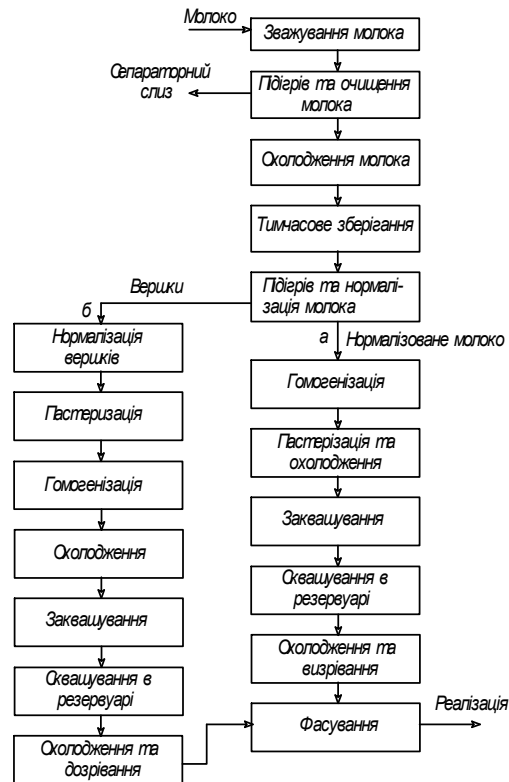 Молоко
Зважування молока
Сепараторний
слиз
Підігрів та очищення
молока
Охолодження молока
Тимчасове зберігання
Вершки
Підігрів та нормалі-
зація молока
б
а
Нормалізоване молоко
Нормалізація
вершків
Гомогенізація
Пастеризація
Пастерізація та
охолодження
Гомогенізація
Заквашування
Охолодження
Сквашування в
резервуарі
Заквашування
Охолодження та
визрівання
Сквашування в
резервуарі
Реалізація
Фасування
Охолодження та
дозрівання